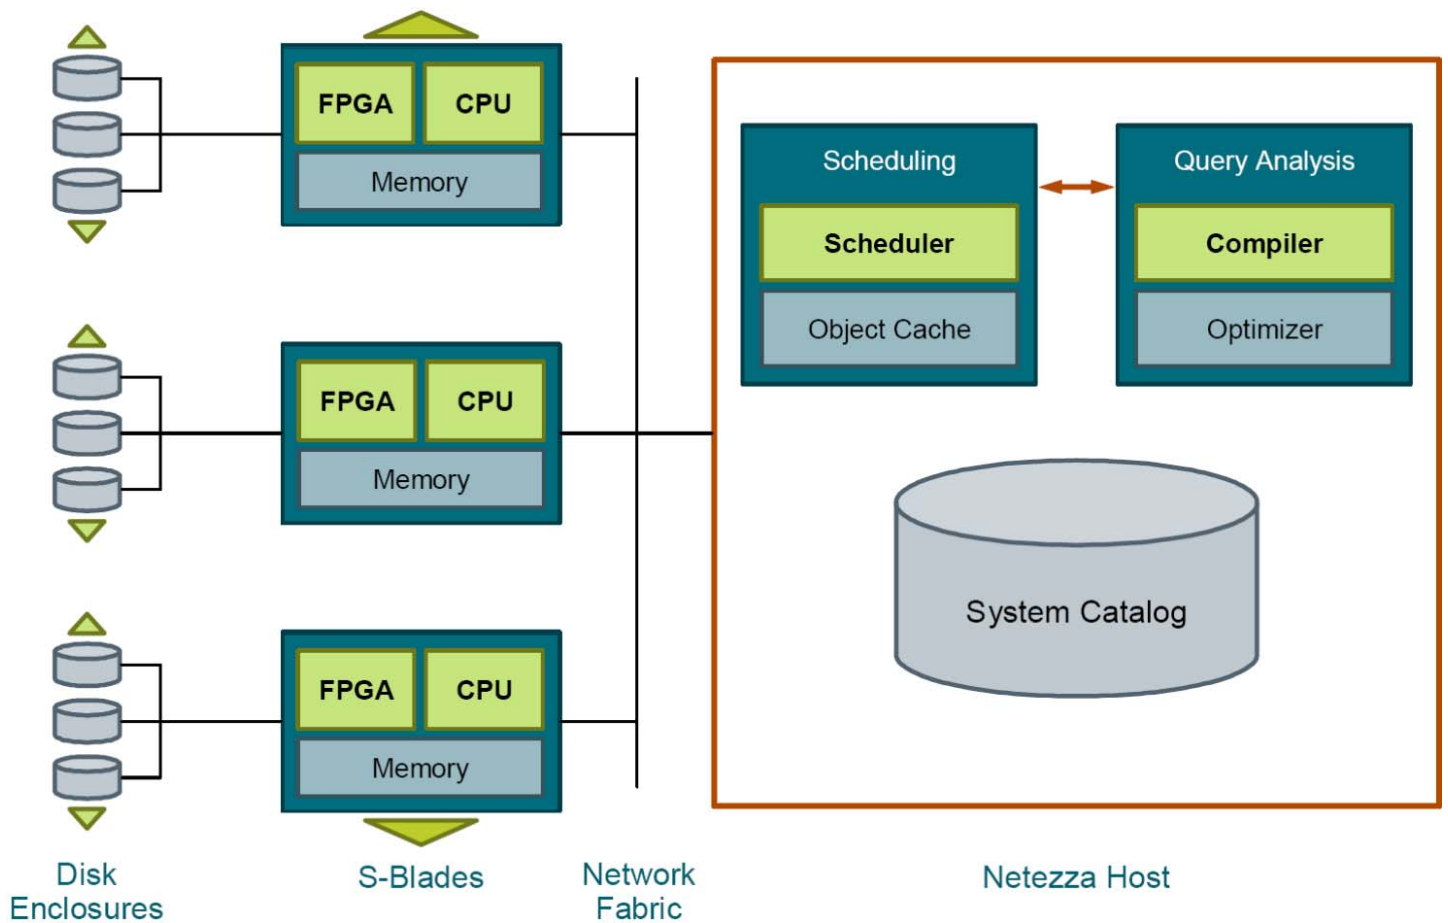 FPGA
CPU
Memory
FPGA
CPU
Memory
FPGA
CPU
Memory
Scheduling
Scheduler
Object Cache
Query Analysis
Compiler
Optimizer
System Catalog
Disk
Enclosures
S-Blades
Network
Fabric
Netezza Host